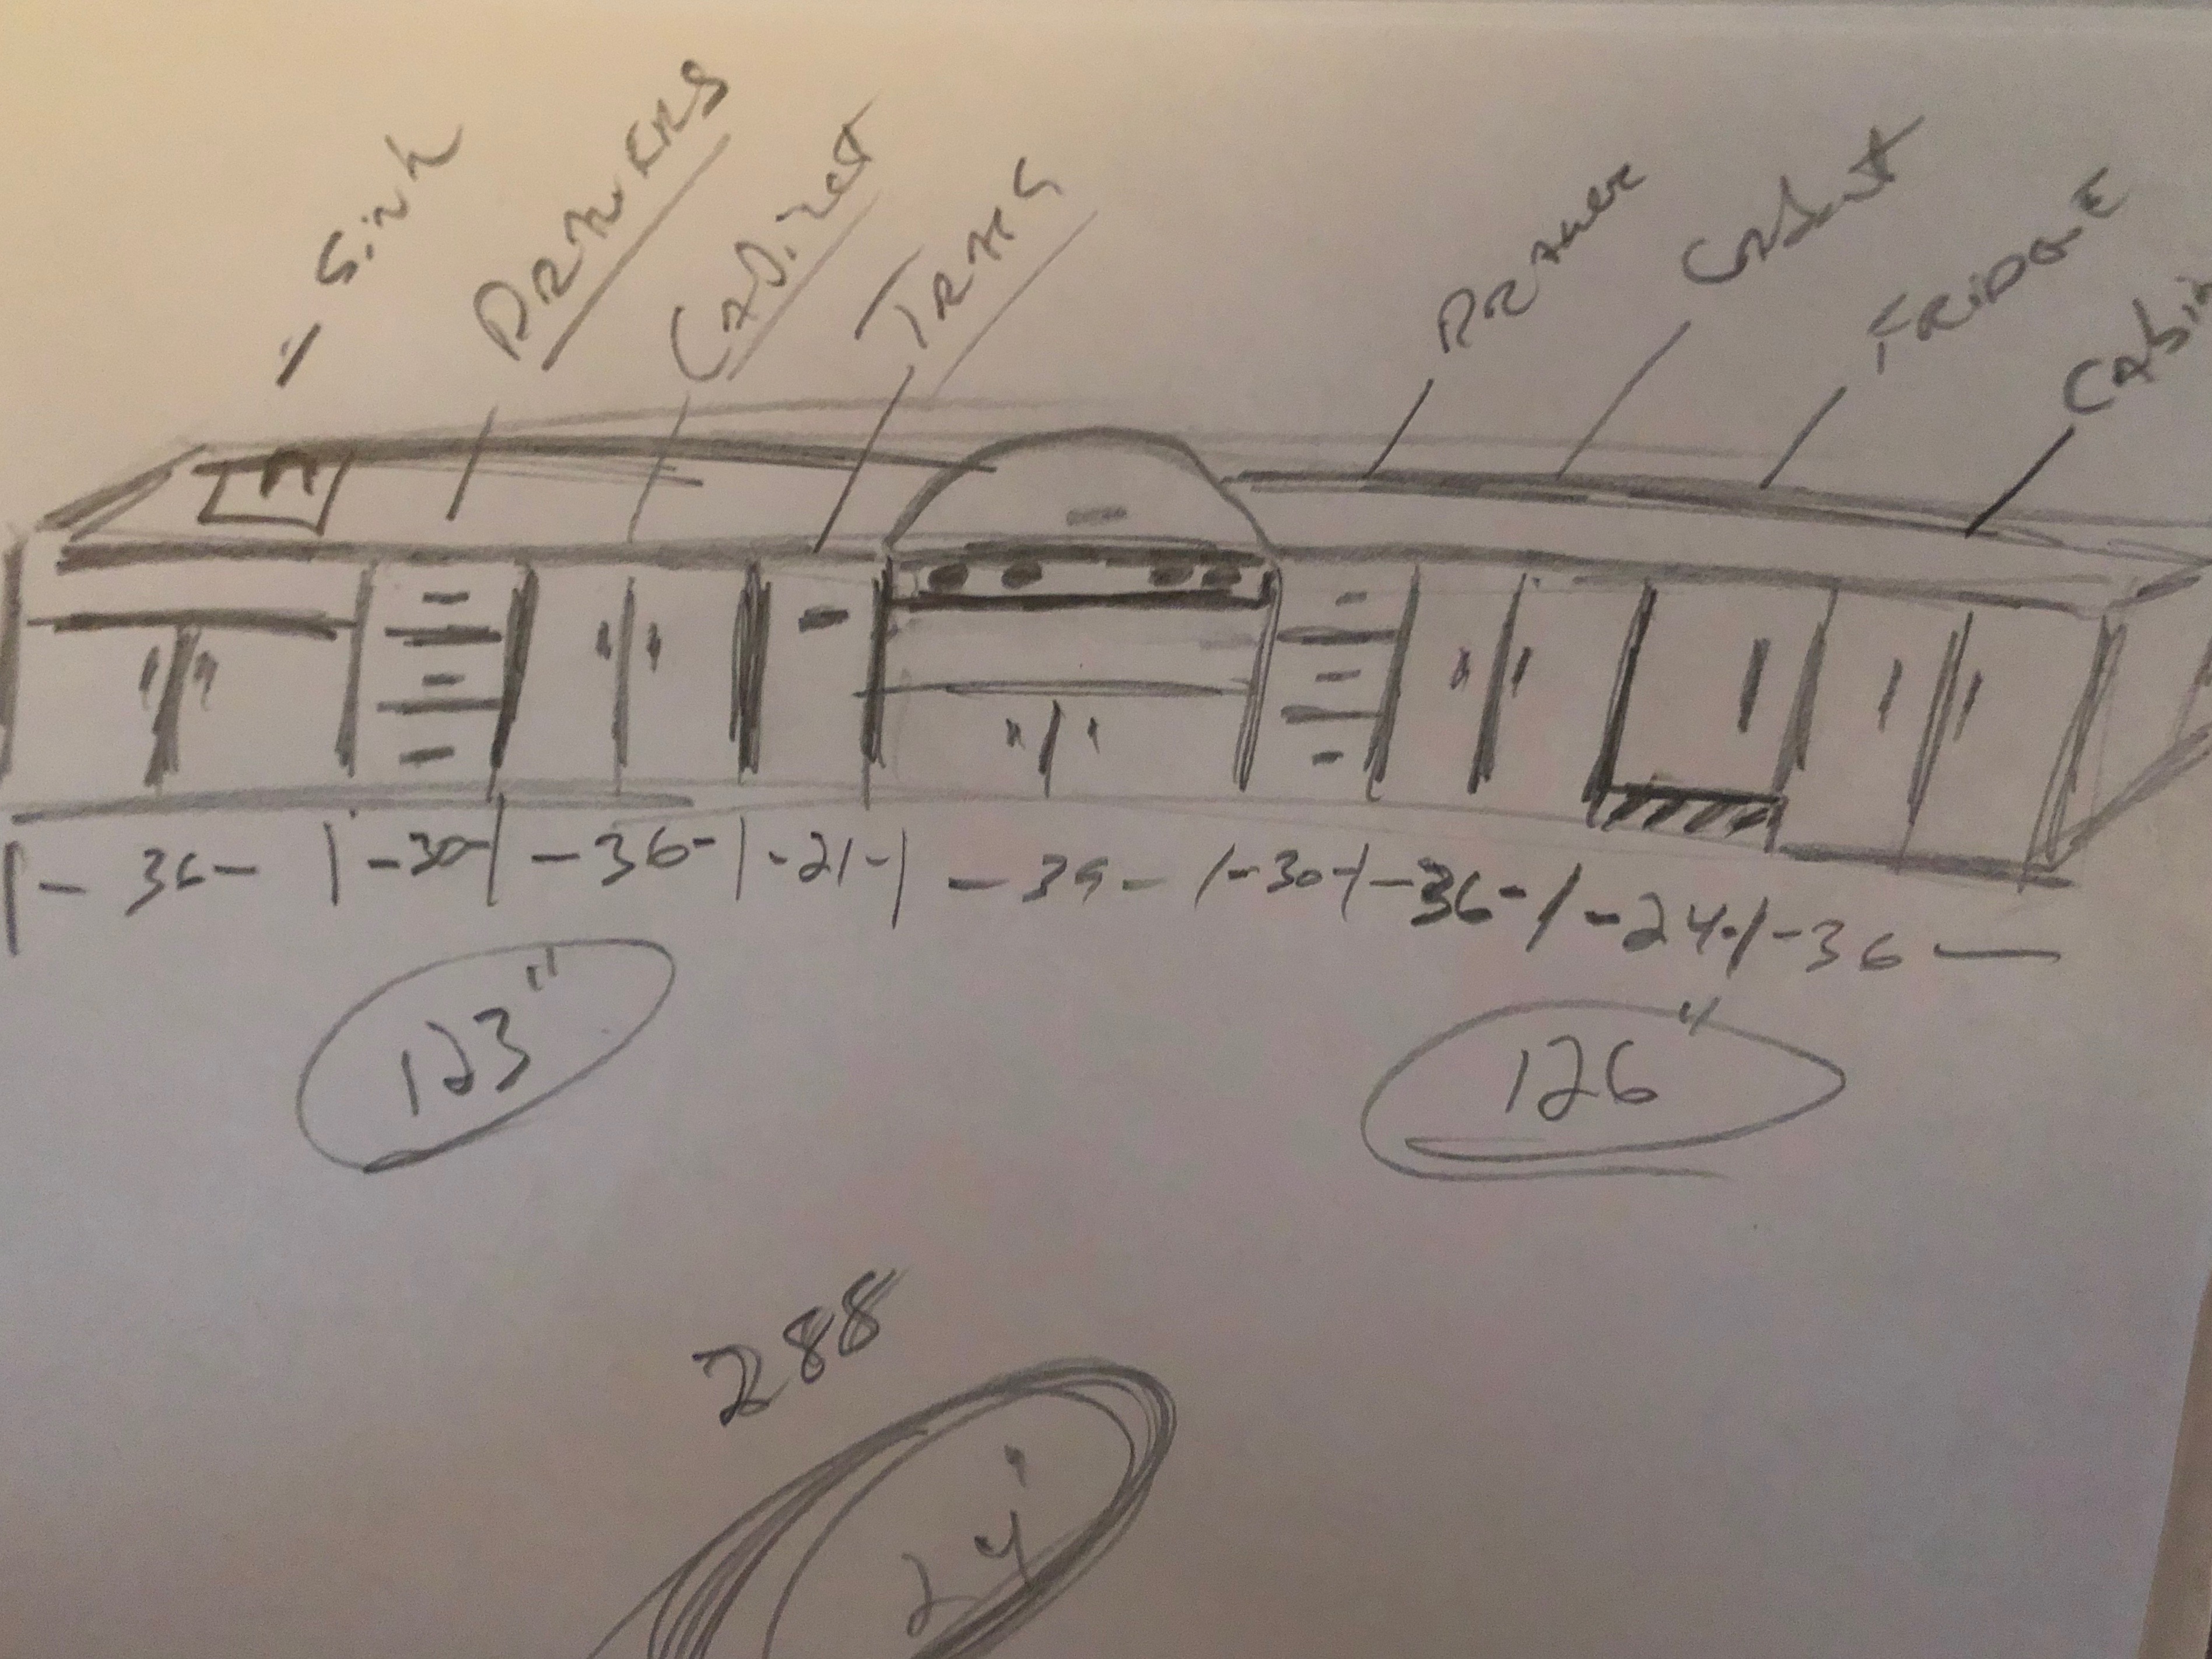 Sink
DRAWERS
CABinet
TRASH
DRAWER
Cabinet
FRiDGE
Cabin
36 - 30 - 36 - 21 - 39 - 30 - 36 - 24 - 36
123"
126"
288
24'